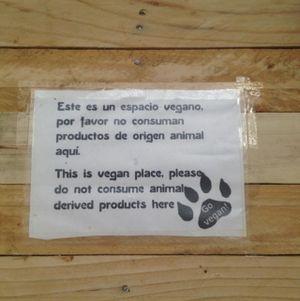 Este es un espacio vegano,
por favor no consuman
productos de origen animal
aquí.
This is vegan place, please
do not consume animal
derived products here
Go
vegan!